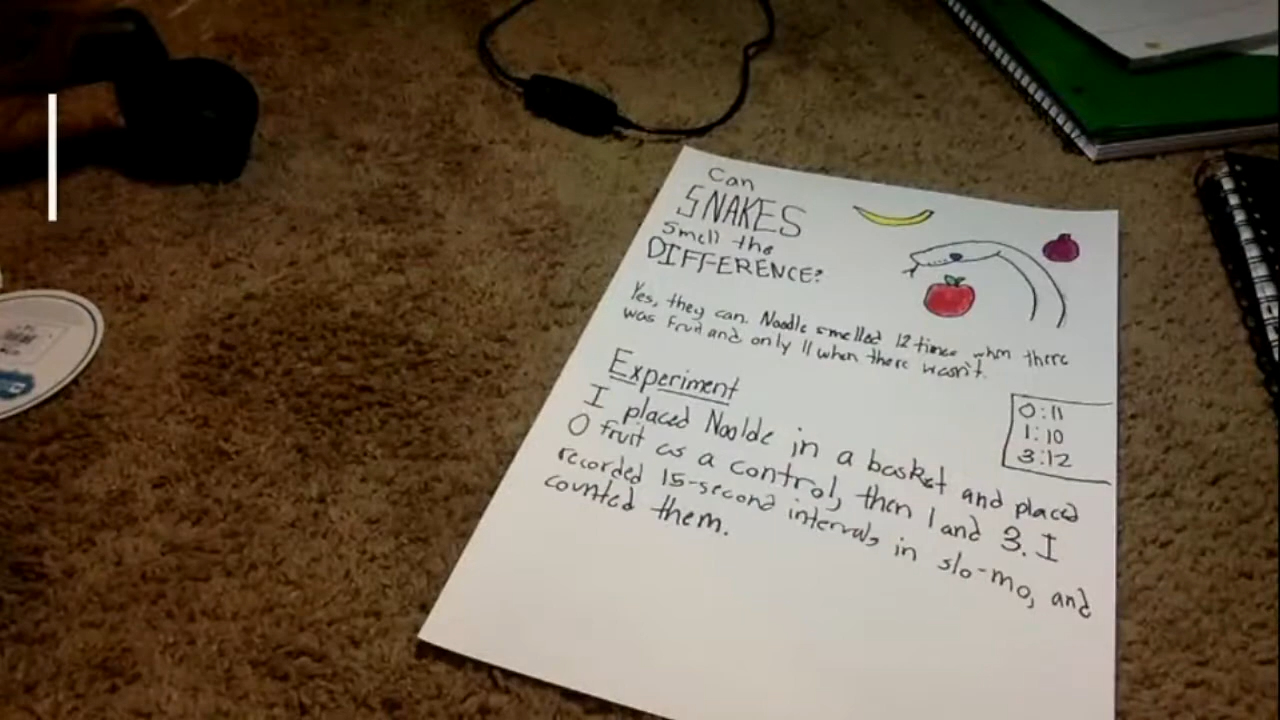 Can
SNAKES
smell the
DIFFERENCE?
Yes, they can. Noodle smelled 12 times when there
was fruit and only 11 when there wasn't.
Experiment
I placed Noolde in a basket and placed
0 fruit as a control, then 1 and 3. I
recorded 15-second intervals in slo-mo, and
counted them.
0:11
1:10
3:12